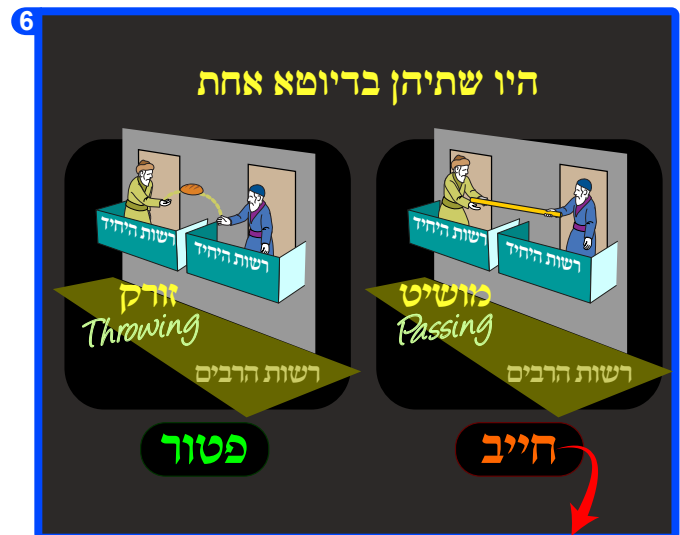 6
היו שתיהן בדיוטא אחת
רשות היחיד
רשות היחיד
מושיט
Passing
רשות הרבים
חייב
רשות היחיד
רשות היחיד
זורק
Throwing
רשות הרבים
פטור